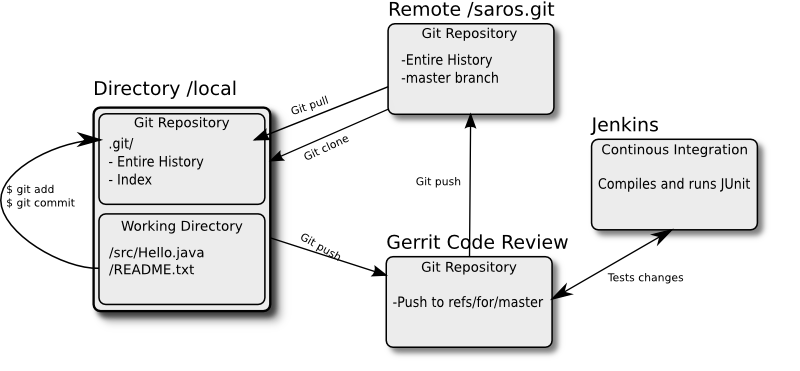 Remote /saros.git
Git Repository
-Entire History
-master branch
Directory /local
Git Repository
.git/
- Entire History
- Index
Working Directory
/src/Hello.java
/README.txt
$ git add
$ git commit
Git pull
Git clone
Git push
Git push
Gerrit Code Review
Git Repository
-Push to refs/for/master
Jenkins
Continous Integration
Compiles and runs JUnit
Tests changes